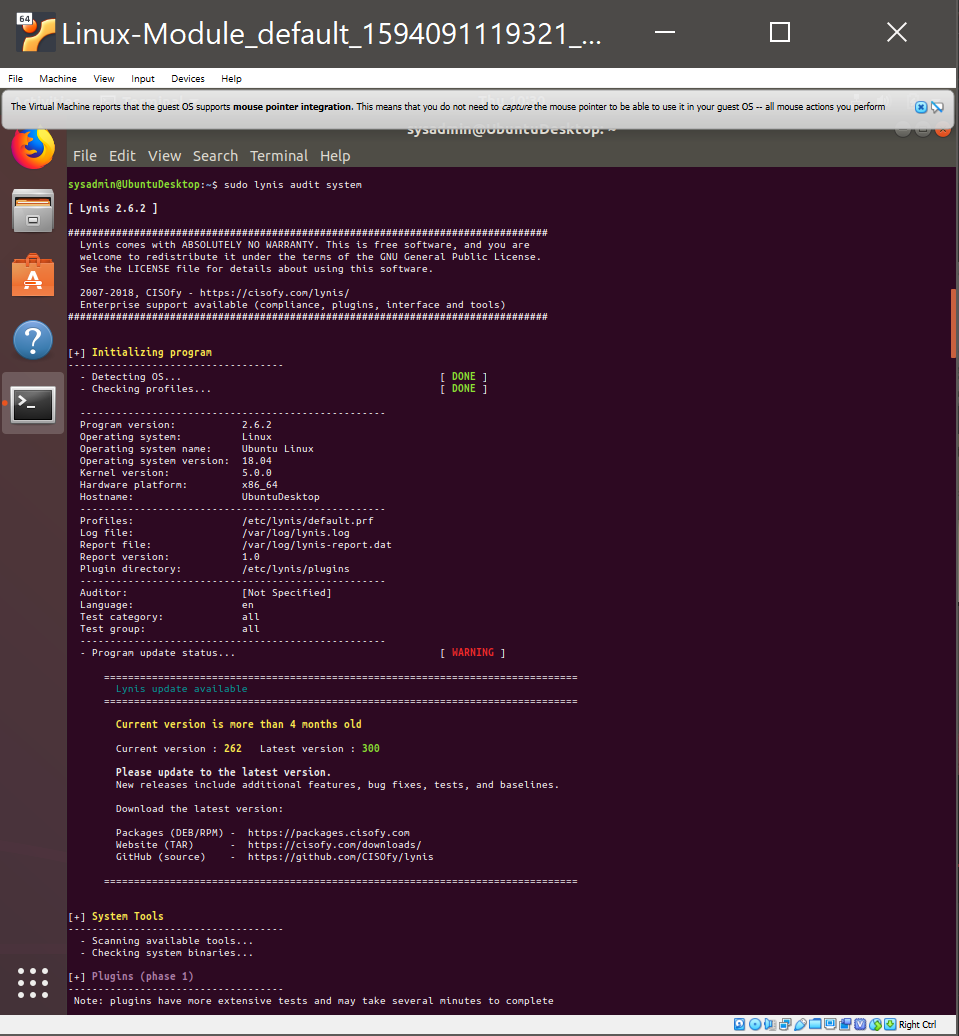 64
Linux-Module_default_1594091119321_...
File Machine View Input Devices Help
The Virtual Machine reports that the guest OS supports mouse pointer integration. This means that you do not need to capture the mouse pointer to be able to use it in your guest OS -- all mouse actions you perform
sysadmin@UbuntuDesktop: ~
File Edit View Search Terminal Help
sysadmin@UbuntuDesktop:~$ sudo lynis audit system
[ Lynis 2.6.2 ]
################################################################################
Lynis comes with ABSOLUTELY NO WARRANTY. This is free software, and you are
welcome to redistribute it under the terms of the GNU General Public License.
See the LICENSE file for details about using this software.
2007-2018, CISOfy - https://cisofy.com/lynis/
Enterprise support available (compliance, plugins, interface and tools)
################################################################################
[+] Initializing program
------------------------------------
- Detecting OS... [ DONE ]
- Checking profiles... [ DONE ]
---------------------------------------------------
Program version: 2.6.2
Operating system: Linux
Operating system name: Ubuntu Linux
Operating system version: 18.04
Kernel version: 5.0.0
Hardware platform: x86_64
Hostname: UbuntuDesktop
---------------------------------------------------
Profiles: /etc/lynis/default.prf
Log file: /var/log/lynis.log
Report file: /var/log/lynis-report.dat
Report version: 1.0
Plugin directory: /etc/lynis/plugins
---------------------------------------------------
Auditor: [Not Specified]
Language: en
Test category: all
Test group: all
---------------------------------------------------
- Program update status... [ WARNING ]
===============================================================================
Lynis update available
===============================================================================
Current version is more than 4 months old
Current version : 262 Latest version : 300
Please update to the latest version.
New releases include additional features, bug fixes, tests, and baselines.
Download the latest version:
Packages (DEB/RPM) - https://packages.cisofy.com
Website (TAR) - https://cisofy.com/downloads/
GitHub (source) - https://github.com/CISOfy/lynis
===============================================================================
[+] System Tools
------------------------------------
- Scanning available tools...
- Checking system binaries...
[+] Plugins (phase 1)
------------------------------------
Note: plugins have more extensive tests and may take several minutes to complete
Right Ctrl